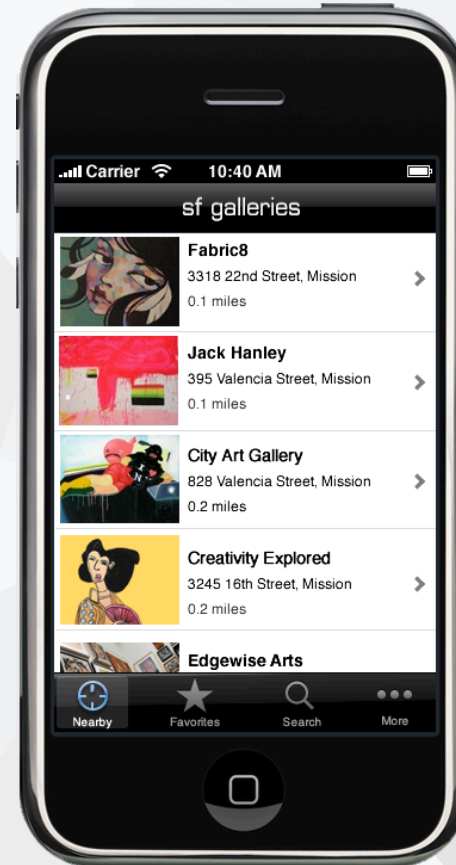 Carrier 10:40 AM
sf galleries
Fabric8
3318 22nd Street, Mission
0.1 miles
Jack Hanley
395 Valencia Street, Mission
0.1 miles
City Art Gallery
828 Valencia Street, Mission
0.2 miles
Creativity Explored
3245 16th Street, Mission
0.2 miles
Edgewise Arts
Nearby Favorites Search More